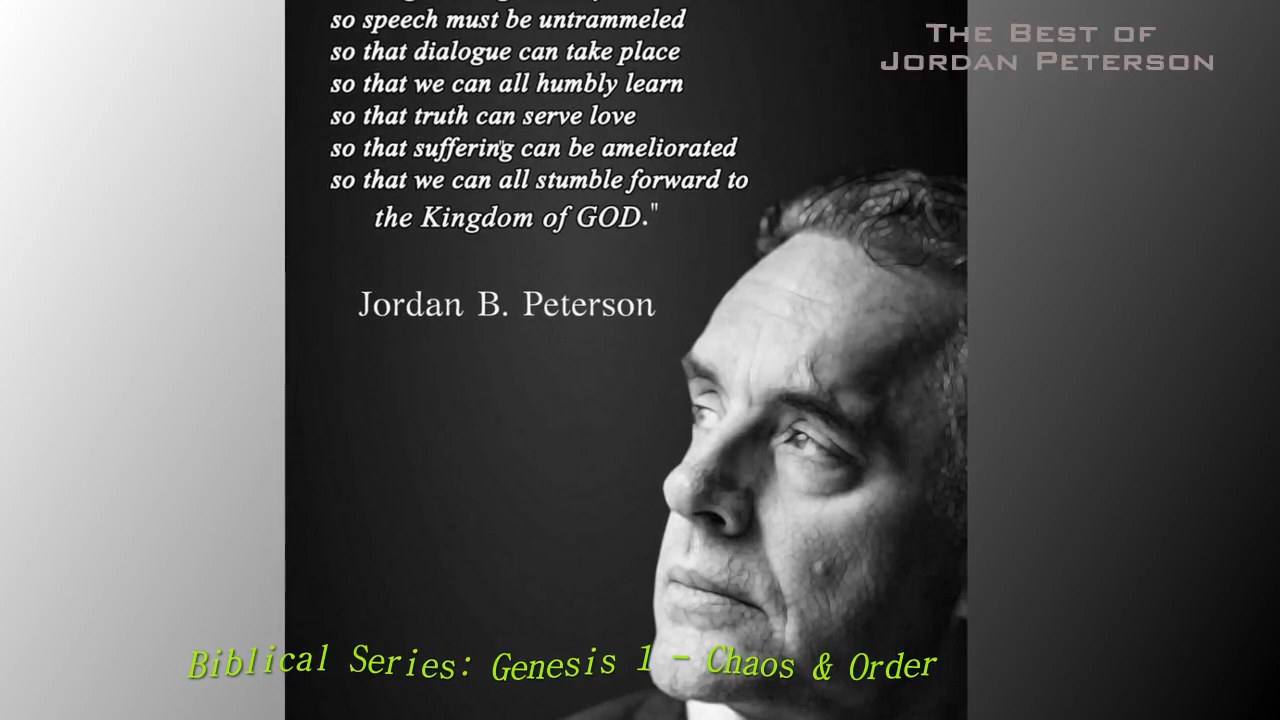 so speech must be untrammeled
so that dialogue can take place
so that we can all humbly learn
so that truth can serve love
so that suffering can be ameliorated
so that we can all stumble forward to
the Kingdom of GOD."
Jordan B. Peterson
The Best of
Jordan Peterson
Biblical Series: Genesis 1 - Chaos & Order